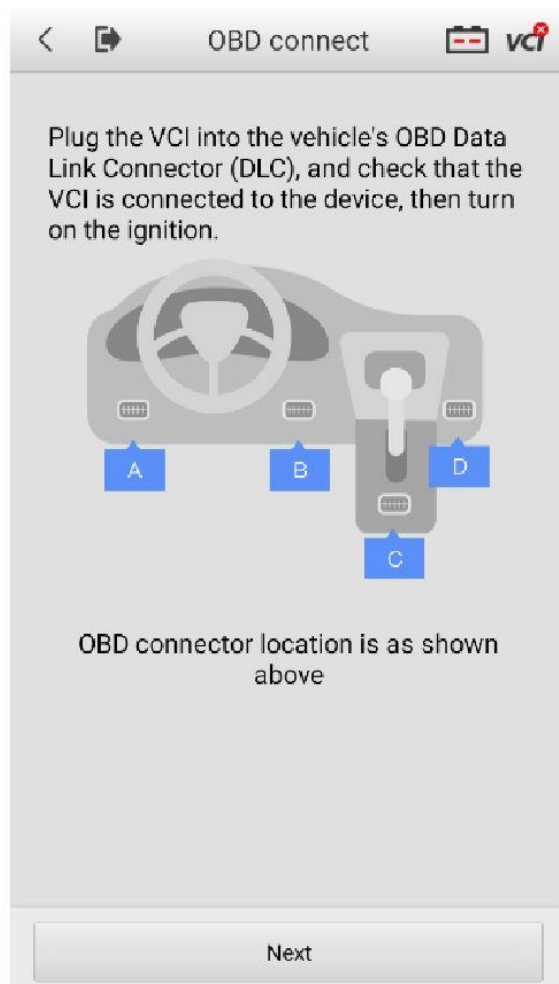 OBD connect
VCI
Plug the VCI into the vehicle's OBD Data
Link Connector (DLC), and check that the
VCI is connected to the device, then turn
on the ignition.
A
B
D
C
OBD connector location is as shown
above
Next